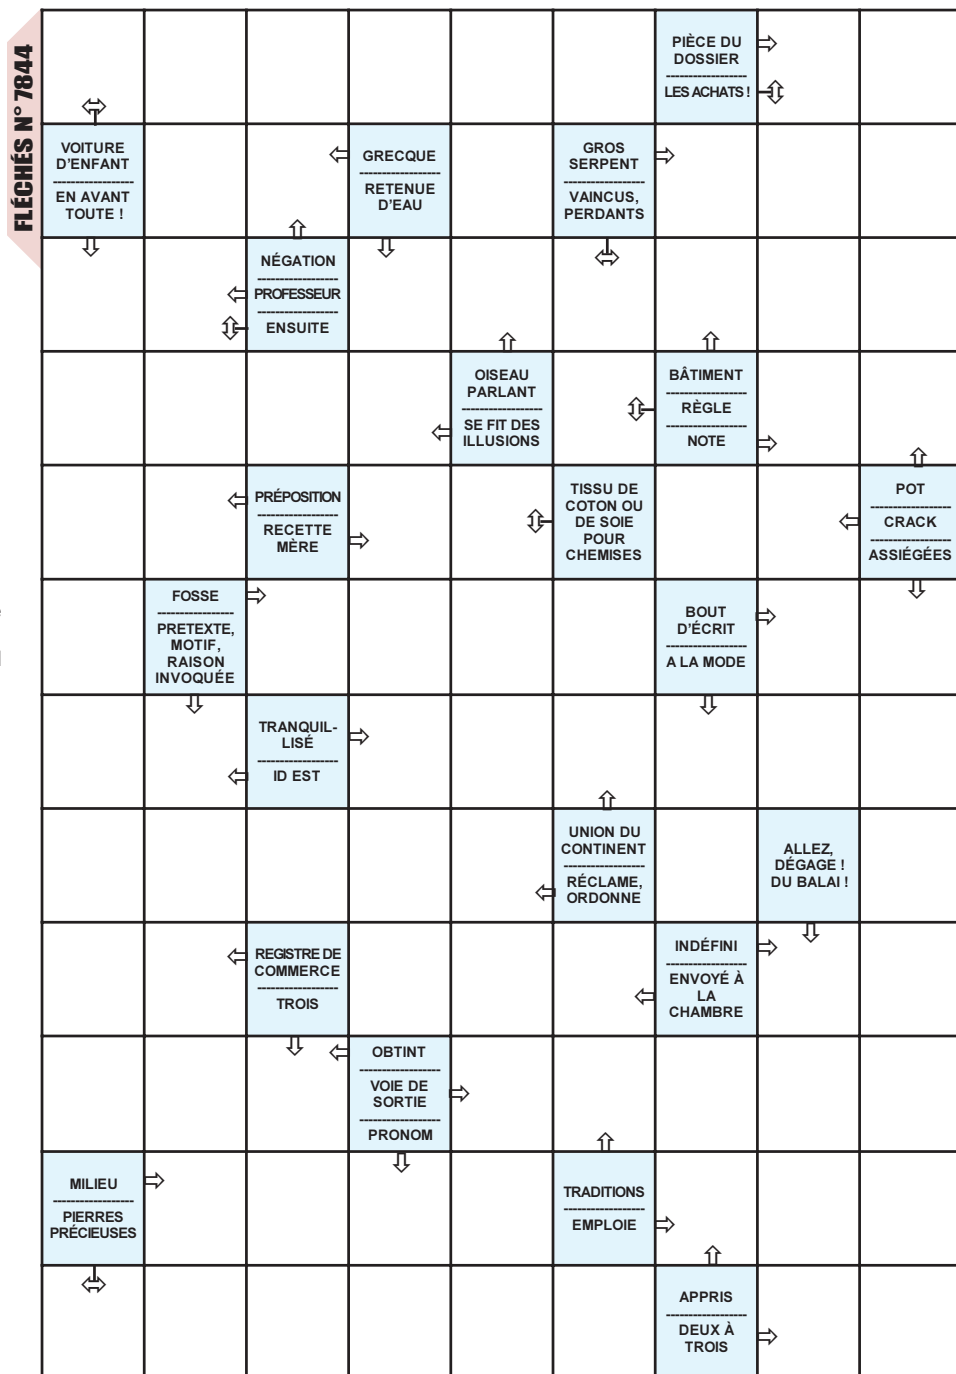 FLÉCHÉS N° 7844
PIÈCE DU
DOSSIER
LES ACHATS !
VOITURE
D'ENFANT
EN AVANT
TOUTE !
GRECQUE
RETENUE
D'EAU
GROS
SERPENT
VAINCUS,
PERDANTS
NÉGATION
PROFESSEUR
ENSUITE
OISEAU
PARLANT
SE FIT DES
ILLUSIONS
BÂTIMENT
RÈGLE
NOTE
PRÉPOSITION
RECETTE
MÈRE
TISSU DE
COTON OU
DE SOIE
POUR
CHEMISES
POT
CRACK
ASSIÉGÉES
FOSSE
PRETEXTE,
MOTIF,
RAISON
INVOQUÉE
BOUT
D'ÉCRIT
A LA MODE
TRANQUIL-
LISÉ
ID EST
UNION DU
CONTINENT
RÉCLAME,
ORDONNE
ALLEZ,
DÉGAGE !
DU BALAI !
REGISTRE DE
COMMERCE
TROIS
INDÉFINI
ENVOYÉ À
LA
CHAMBRE
OBTINT
VOIE DE
SORTIE
PRONOM
MILIEU
PIERRES
PRÉCIEUSES
TRADITIONS
EMPLOIE
APPRIS
DEUX À
TROIS